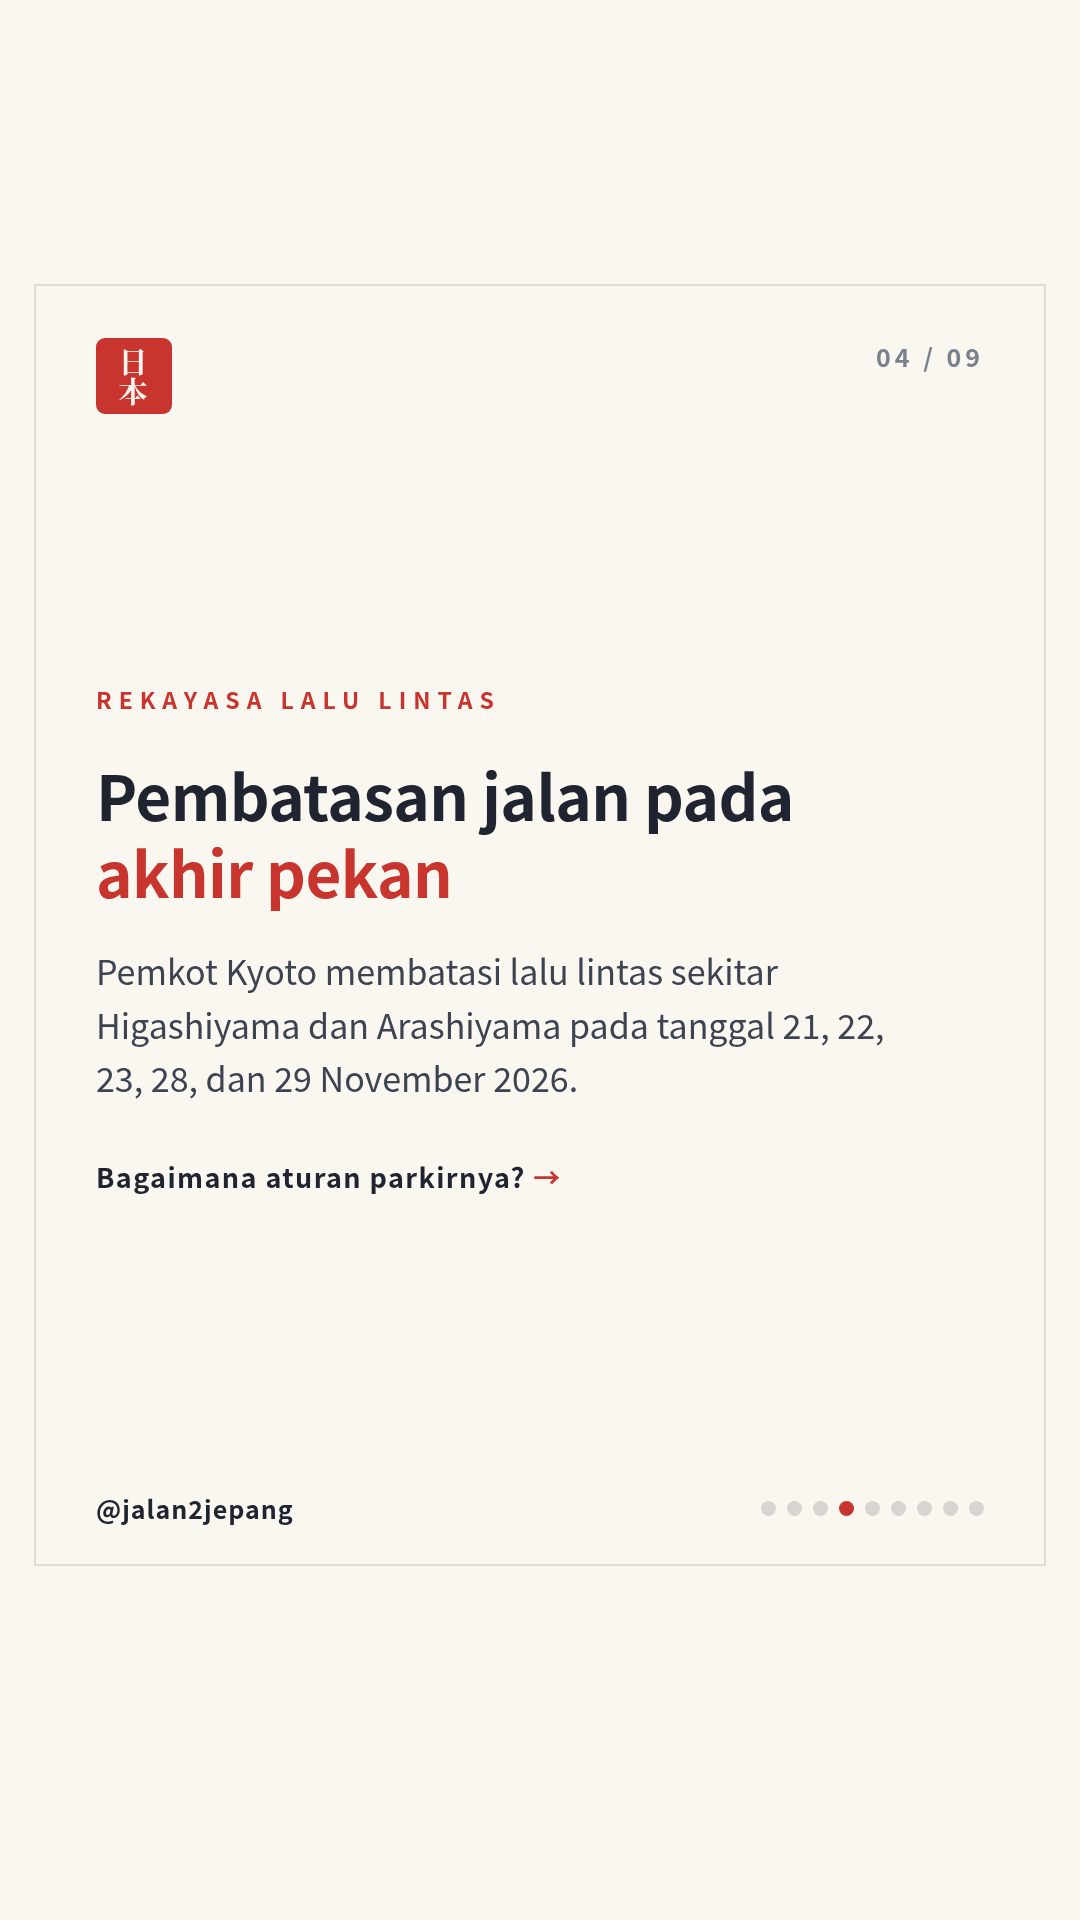 日
本
04 / 09
REKAYASA LALU LINTAS
Pembatasan jalan pada
akhir pekan
Pemkot Kyoto membatasi lalu lintas sekitar
Higashiyama dan Arashiyama pada tanggal 21, 22,
23, 28, dan 29 November 2026.
Bagaimana aturan parkirnya? →
@jalan2jepang